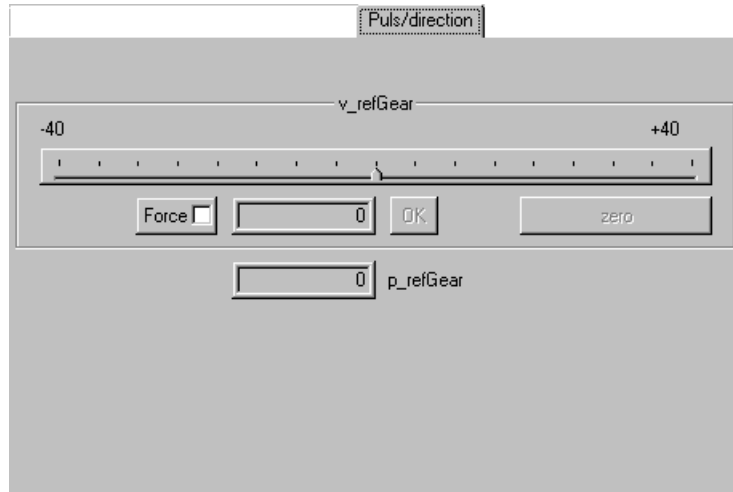 Puls/direction
v_refGear
-40 +40
Force 0 OK zero
0 p_refGear